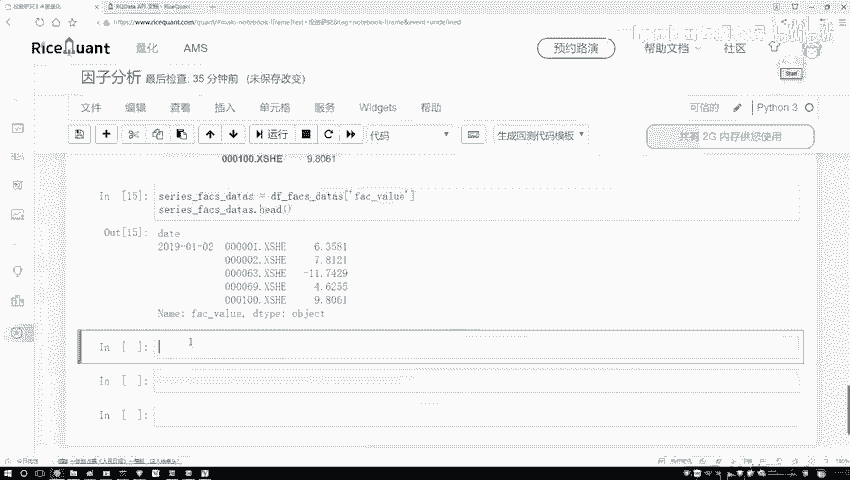 RQData API 文档 - RiceQuant
RiceQuant 量化 AMS 预约路演 帮助文档 社区
Start
因子分析 最后检查: 35 分钟前 (未保存改变)
文件 编辑 查看 插入 单元格 服务 Widgets 帮助 可信的 Python 3
运行 代码 生成回测代码模板 共有 2G 内存供您使用
000100.XSHE 9.8061
In [15]: series_facs_datas = df_facs_datas['fac_value']
series_facs_datas.head()
Out[15]: date
2019-01-02 000001.XSHE 6.3581
000002.XSHE 7.8121
000063.XSHE -11.7429
000069.XSHE 4.6255
000100.XSHE 9.8061
Name: fac_value, dtype: object
In [ ]:
In [ ]:
In [ ]: